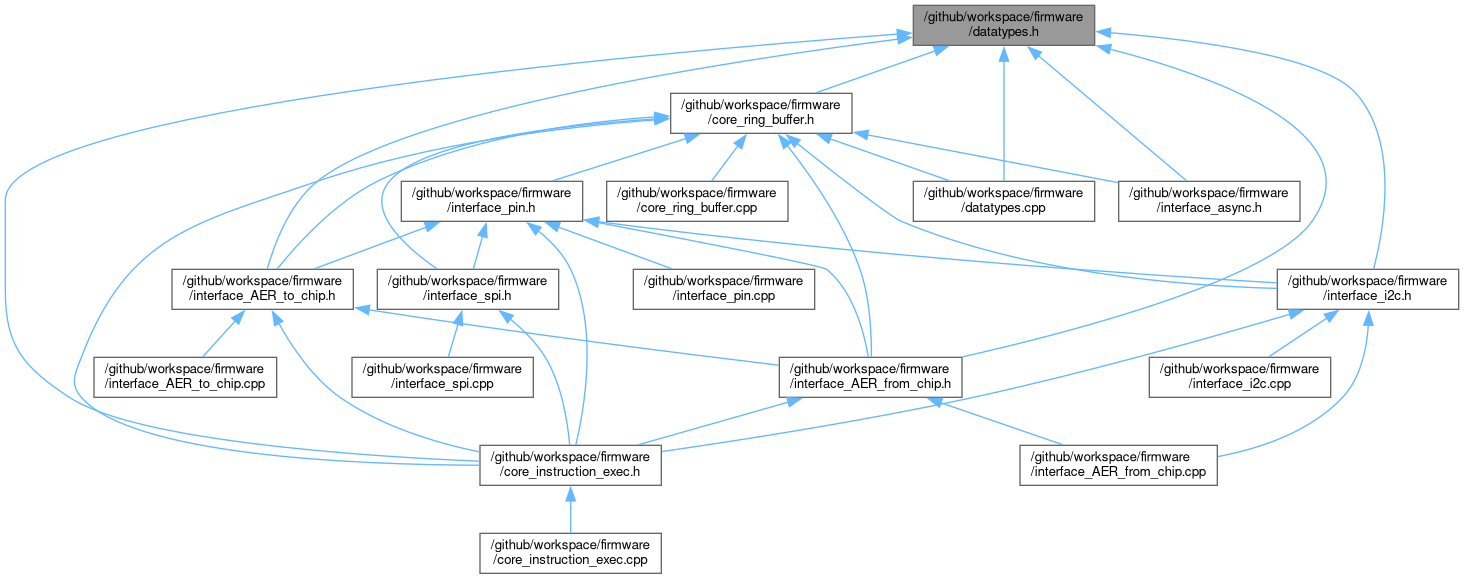 /github/workspace/firmware
/datatypes.h
/github/workspace/firmware
/core_ring_buffer.h
/github/workspace/firmware
/interface_pin.h
/github/workspace/firmware
/core_ring_buffer.cpp
/github/workspace/firmware
/datatypes.cpp
/github/workspace/firmware
/interface_async.h
/github/workspace/firmware
/interface_AER_to_chip.h
/github/workspace/firmware
/interface_spi.h
/github/workspace/firmware
/interface_pin.cpp
/github/workspace/firmware
/interface_i2c.h
/github/workspace/firmware
/interface_AER_to_chip.cpp
/github/workspace/firmware
/interface_spi.cpp
/github/workspace/firmware
/interface_AER_from_chip.h
/github/workspace/firmware
/interface_i2c.cpp
/github/workspace/firmware
/core_instruction_exec.h
/github/workspace/firmware
/interface_AER_from_chip.cpp
/github/workspace/firmware
/core_instruction_exec.cpp